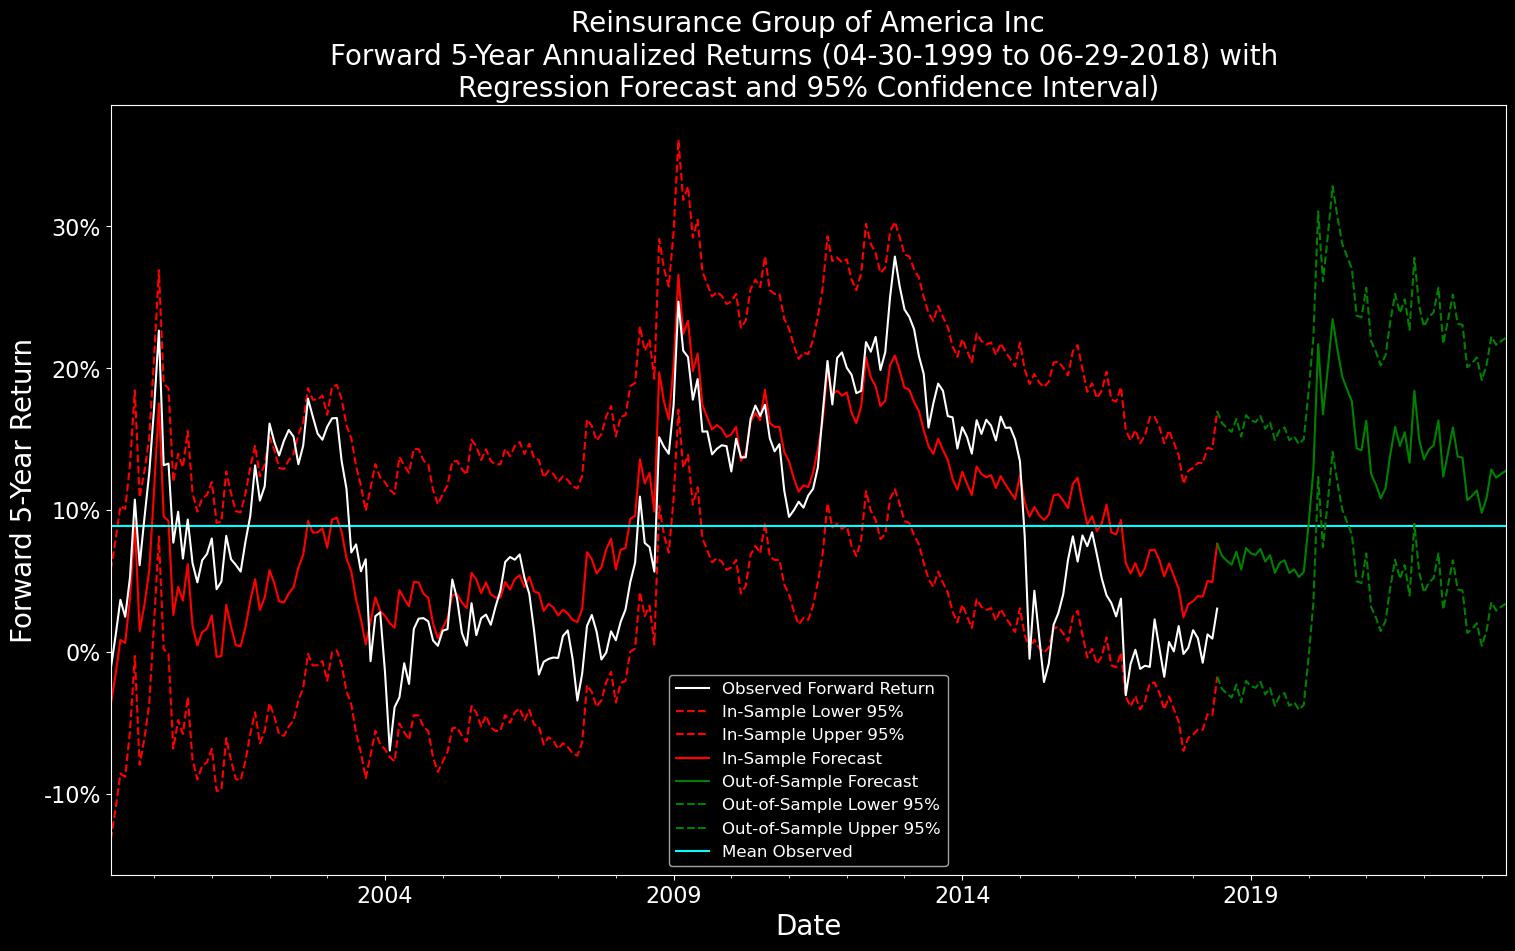 Reinsurance Group of America Inc
Forward 5-Year Annualized Returns (04-30-1999 to 06-29-2018) with
Regression Forecast and 95% Confidence Interval)
Forward 5-Year Return
30%
20%
10%
0%
-10%
Observed Forward Return
In-Sample Lower 95%
In-Sample Upper 95%
In-Sample Forecast
Out-of-Sample Forecast
Out-of-Sample Lower 95%
Out-of-Sample Upper 95%
Mean Observed
2004
2009
2014
2019
Date